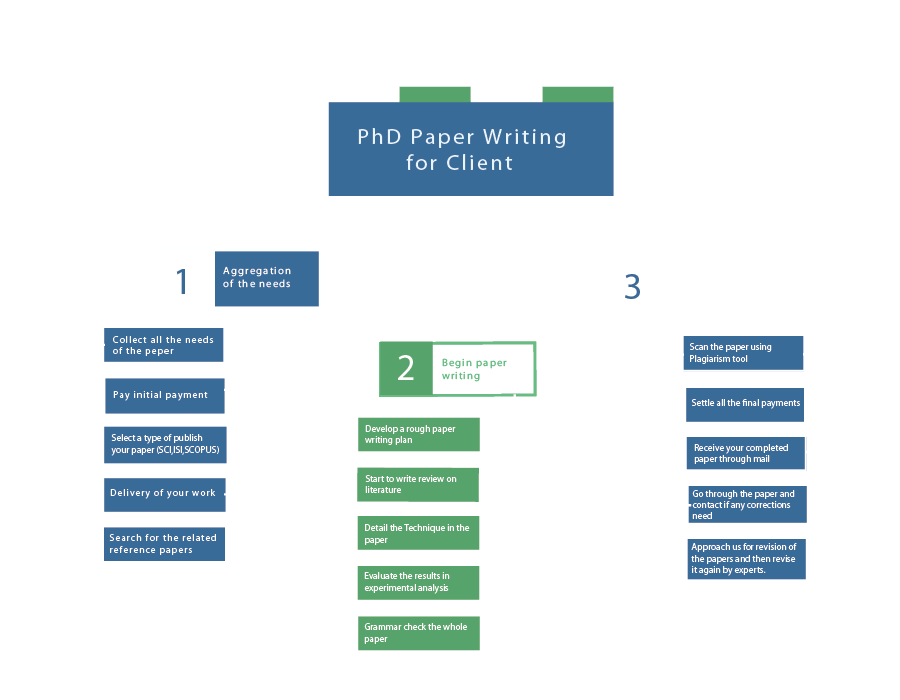 PhD Paper Writing
for Client
1
Aggregation
of the needs
Collect all the needs
of the peper
Pay initial payment
Select a type of publish
your paper (SCI,ISI,SCOPUS)
Delivery of your work
Search for the related
reference papers
2
Begin paper
writing
Develop a rough paper
writing plan
Start to write review on
literature
Detail the Technique in the
paper
Evaluate the results in
experimental analysis
Grammar check the whole
paper
3
Scan the paper using
Plagiarism tool
Settle all the final payments
Receive your completed
paper through mail
Go through the paper and
contact if any corrections
need
Approach us for revision of
the papers and then revise
it again by experts.